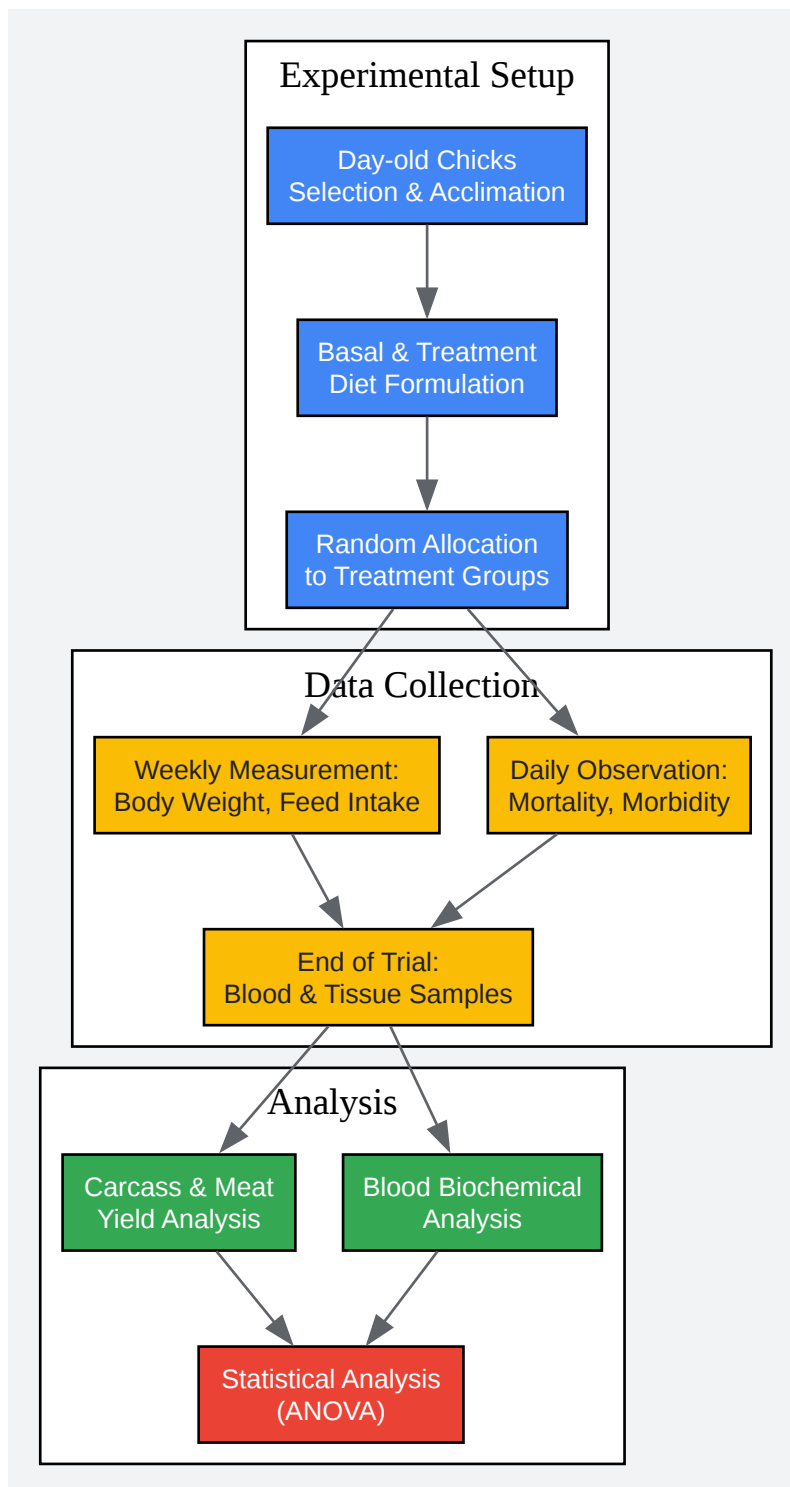 Experimental Setup
Day-old Chicks
Selection & Acclimation
Basal & Treatment
Diet Formulation
Random Allocation
to Treatment Groups
Data Collection
Weekly Measurement:
Body Weight, Feed Intake
Daily Observation:
Mortality, Morbidity
End of Trial:
Blood & Tissue Samples
Analysis
Carcass & Meat
Yield Analysis
Blood Biochemical
Analysis
Statistical Analysis
(ANOVA)